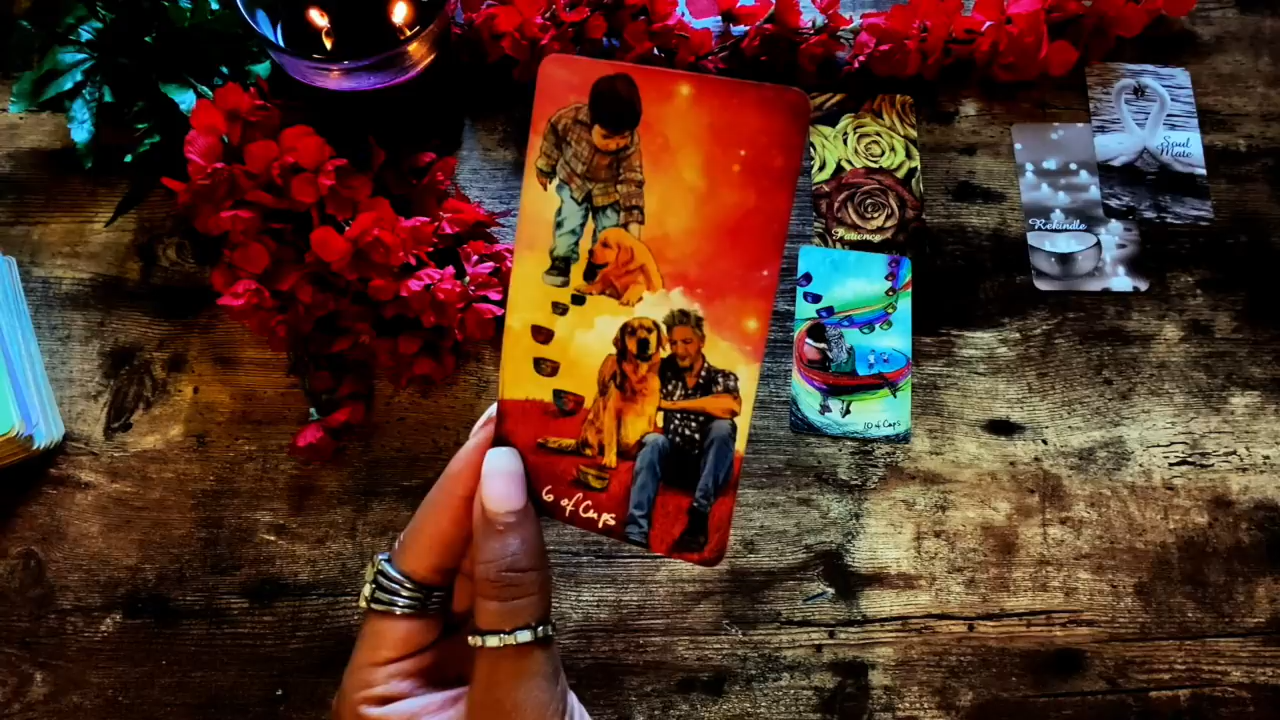 6 of Cups
Patience
10 of Cups
Rekindle
Soul
Mate